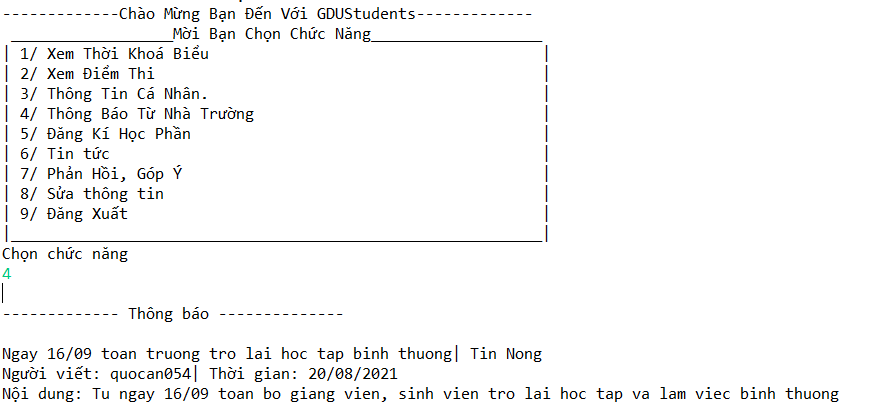 -------------Chào Mừng Bạn Đến Với GDUStudents-------------
__________________Mời Bạn Chọn Chức Năng___________________
| 1/ Xem Thời Khoá Biểu |
| 2/ Xem Điểm Thi |
| 3/ Thông Tin Cá Nhân. |
| 4/ Thông Báo Từ Nhà Trường |
| 5/ Đăng Kí Học Phần |
| 6/ Tin tức |
| 7/ Phản Hồi, Góp Ý |
| 8/ Sửa thông tin |
| 9/ Đăng Xuất |
|___________________________________________________________|
Chọn chức năng
4
------------- Thông báo --------------
Ngay 16/09 toan truong tro lai hoc tap binh thuong| Tin Nong
Người viết: quocan054| Thời gian: 20/08/2021
Nội dung: Tu ngay 16/09 toan bo giang vien, sinh vien tro lai hoc tap va lam viec binh thuong